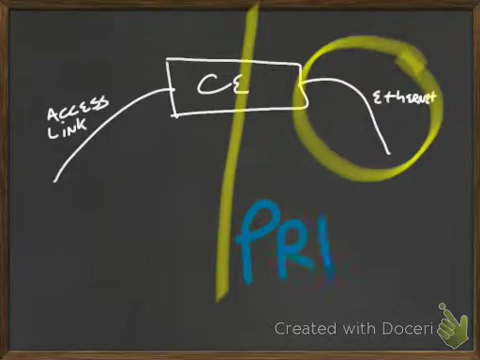 CE
ACCESS
LINK
EthERNET
PRI
Created with Doceri